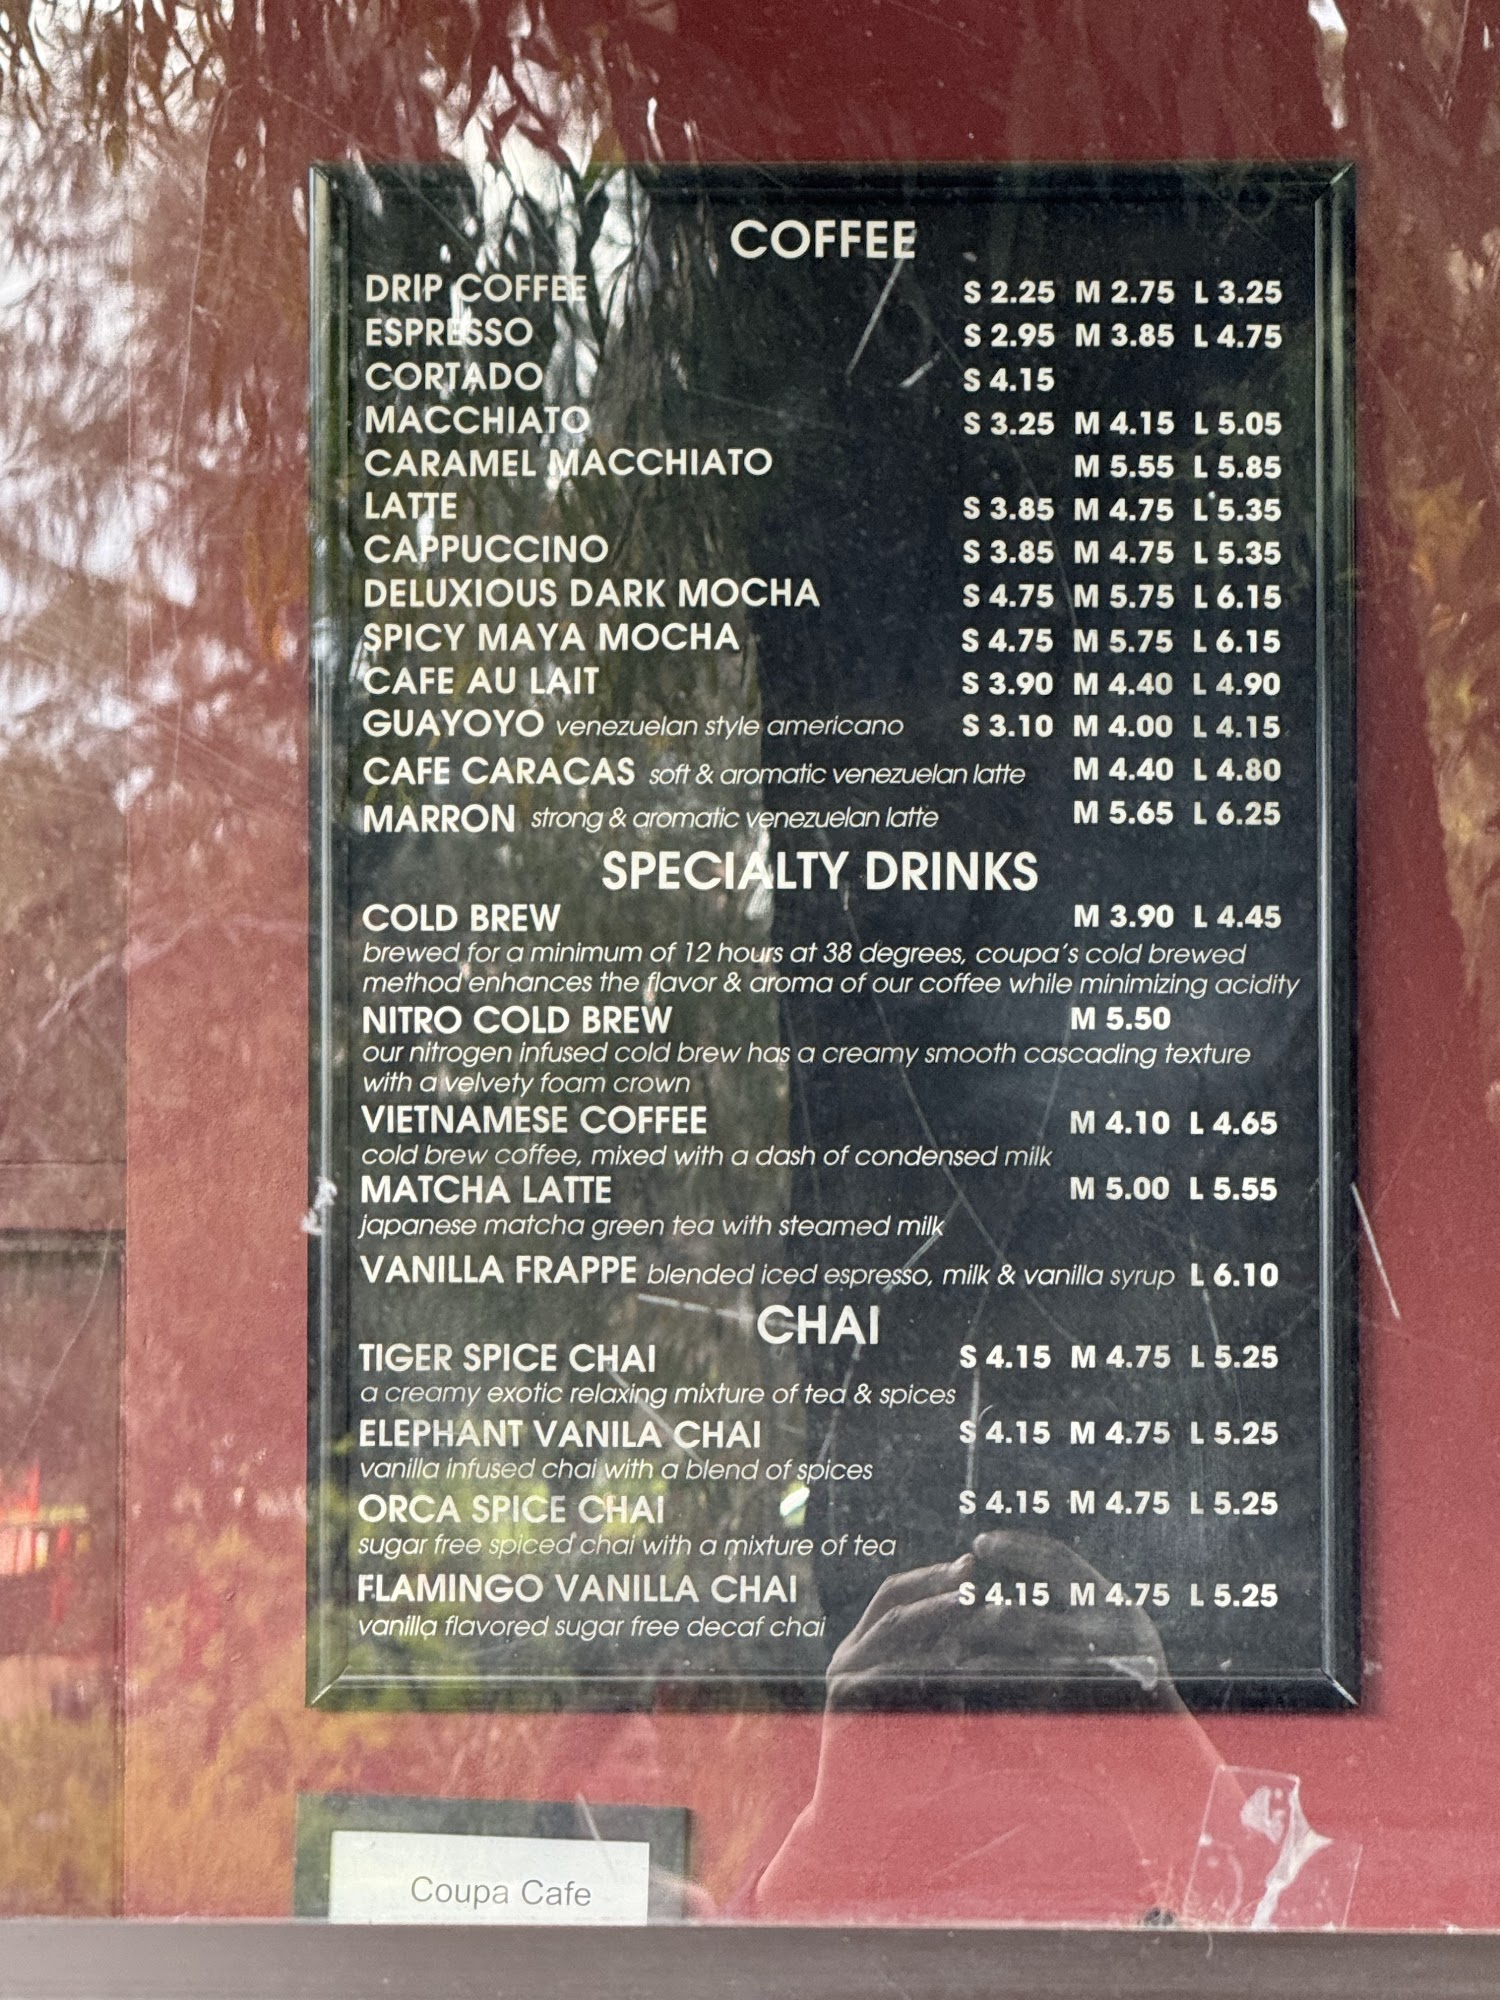 COFFEE
DRIP COFFEE S 2.25 M 2.75 L 3.25
ESPRESSO S 2.95 M 3.85 L 4.75
CORTADO S 4.15
MACCHIATO S 3.25 M 4.15 L 5.05
CARAMEL MACCHIATO M 5.55 L 5.85
LATTE S 3.85 M 4.75 L 5.35
CAPPUCCINO S 3.85 M 4.75 L 5.35
DELUXIOUS DARK MOCHA S 4.75 M 5.75 L 6.15
SPICY MAYA MOCHA S 4.75 M 5.75 L 6.15
CAFE AU LAIT S 3.90 M 4.40 L 4.90
GUAYOYO venezuelan style americano S 3.10 M 4.00 L 4.15
CAFE CARACAS soft & aromatic venezuelan latte M 4.40 L 4.80
MARRON strong & aromatic venezuelan latte M 5.65 L 6.25
SPECIALTY DRINKS
COLD BREW M 3.90 L 4.45
brewed for a minimum of 12 hours at 38 degrees, coupa's cold brewed
method enhances the flavor & aroma of our coffee while minimizing acidity
NITRO COLD BREW M 5.50
our nitrogen infused cold brew has a creamy smooth cascading texture
with a velvety foam crown
VIETNAMESE COFFEE M 4.10 L 4.65
cold brew coffee, mixed with a dash of condensed milk
MATCHA LATTE M 5.00 L 5.55
japanese matcha green tea with steamed milk
VANILLA FRAPPE blended iced espresso, milk & vanilla syrup L 6.10
CHAI
TIGER SPICE CHAI S 4.15 M 4.75 L 5.25
a creamy exotic relaxing mixture of tea & spices
ELEPHANT VANILA CHAI S 4.15 M 4.75 L 5.25
vanilla infused chai with a blend of spices
ORCA SPICE CHAI S 4.15 M 4.75 L 5.25
sugar free spiced chai with a mixture of tea
FLAMINGO VANILLA CHAI S 4.15 M 4.75 L 5.25
vanilla flavored sugar free decaf chai
Coupa Cafe